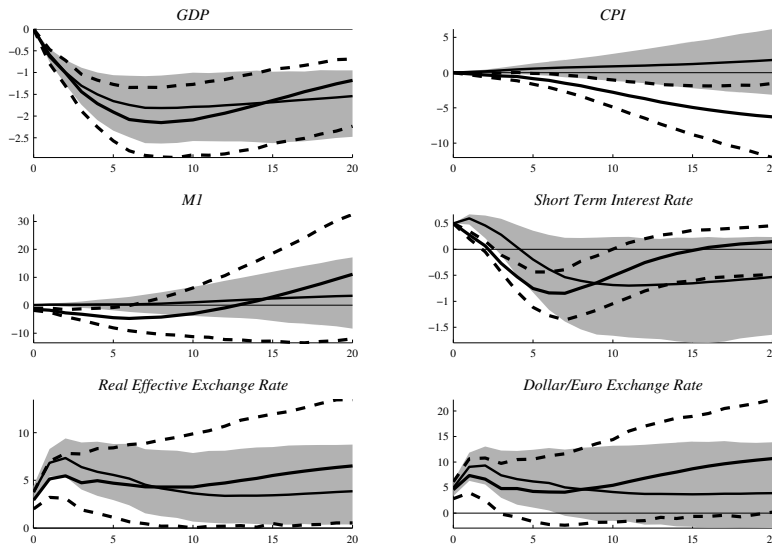 GDP
0
−0.5
−1
−1.5
−2
−2.5
0 5 10 15 20
CPI
5
0
−5
−10
0 5 10 15 20
M1
30
20
10
0
−10
0 5 10 15 20
Short Term Interest Rate
0.5
0
−0.5
−1
−1.5
0 5 10 15 20
Real Effective Exchange Rate
10
5
0
0 5 10 15 20
Dollar/Euro Exchange Rate
20
15
10
5
0
0 5 10 15 20